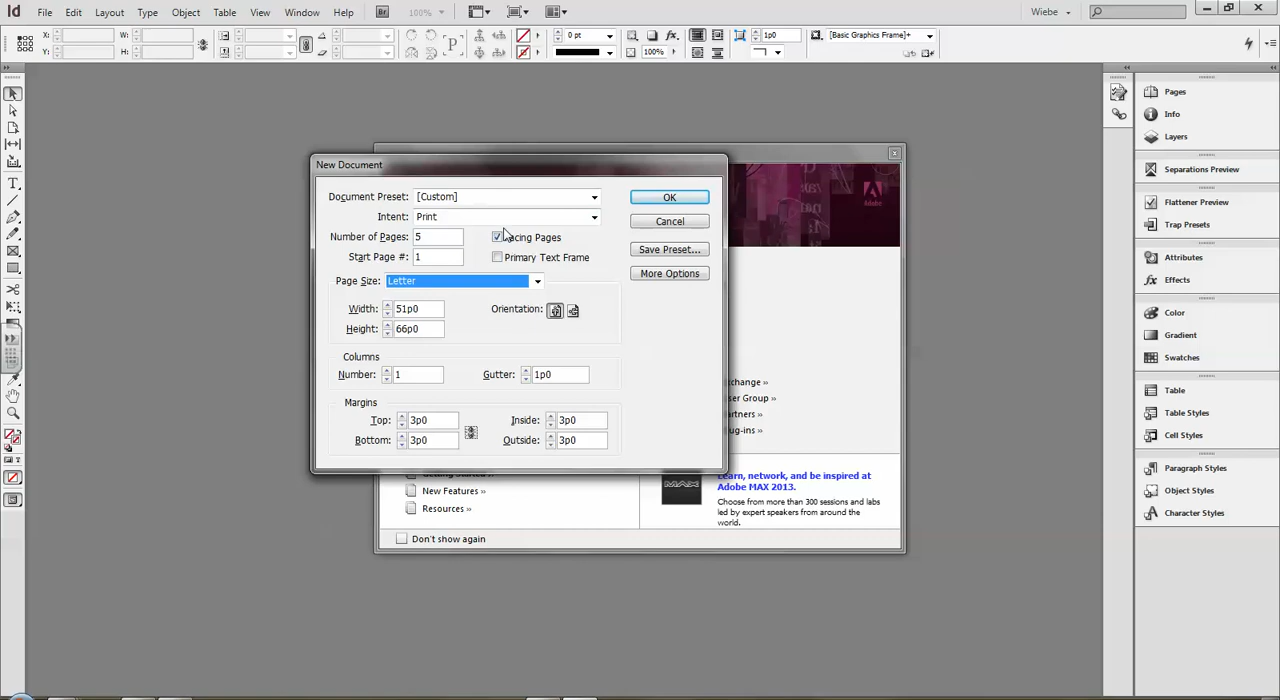 Id File Edit Layout Type Object Table View Window Help Br 100% Wiebe
X: W: 0 pt 1p0 [Basic Graphics Frame]+
Y: H: P fx. 100%
New Document
Document Preset: [Custom] OK
Intent: Print Cancel
Number of Pages: 5 Facing Pages
Start Page #: 1 Primary Text Frame
Save Preset...
More Options
Page Size: Letter
Width: 51p0 Orientation:
Height: 66p0
Columns
Number: 1 Gutter: 1p0
Margins
Top: 3p0 Inside: 3p0
Bottom: 3p0 Outside: 3p0
Adobe
New Features »
Resources »
Learn, network, and be inspired at
Adobe MAX 2013.
MAX
Choose from more than 300 sessions and labs
led by expert speakers from around the
world.
Don't show again
Pages
Info
Layers
Separations Preview
Flattener Preview
Trap Presets
Attributes
fx Effects
Color
Gradient
Swatches
Table
Table Styles
Cell Styles
Paragraph Styles
Object Styles
Character Styles